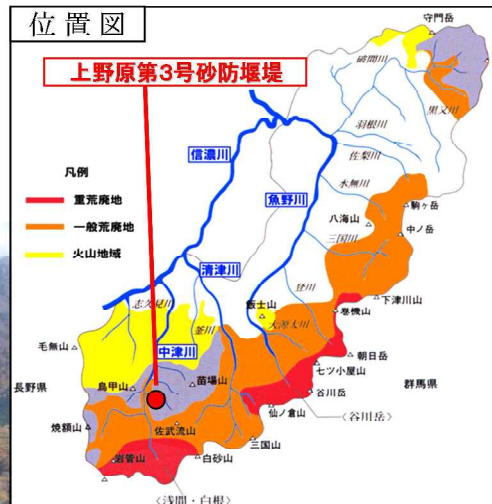 位置図
上野原第3号砂防堰堤
守門岳
破間川
黒又川
羽根川
信濃川
佐梨川
凡例
魚野川
水無川
重荒廃地
駒ヶ岳
一般荒廃地
八海山
中ノ岳
火山地域
三国川
清津川
登川
志久見川
飯士山
下津川山
釜川
大源太川
巻機山
毛無山
中津川
朝日岳
七ツ小屋山
長野県
鳥甲山
苗場山
群馬県
谷川岳
仙ノ倉山
〈谷川岳〉
焼額山
佐武流山
三国山
岩菅山
白砂山
〈浅間・白根〉